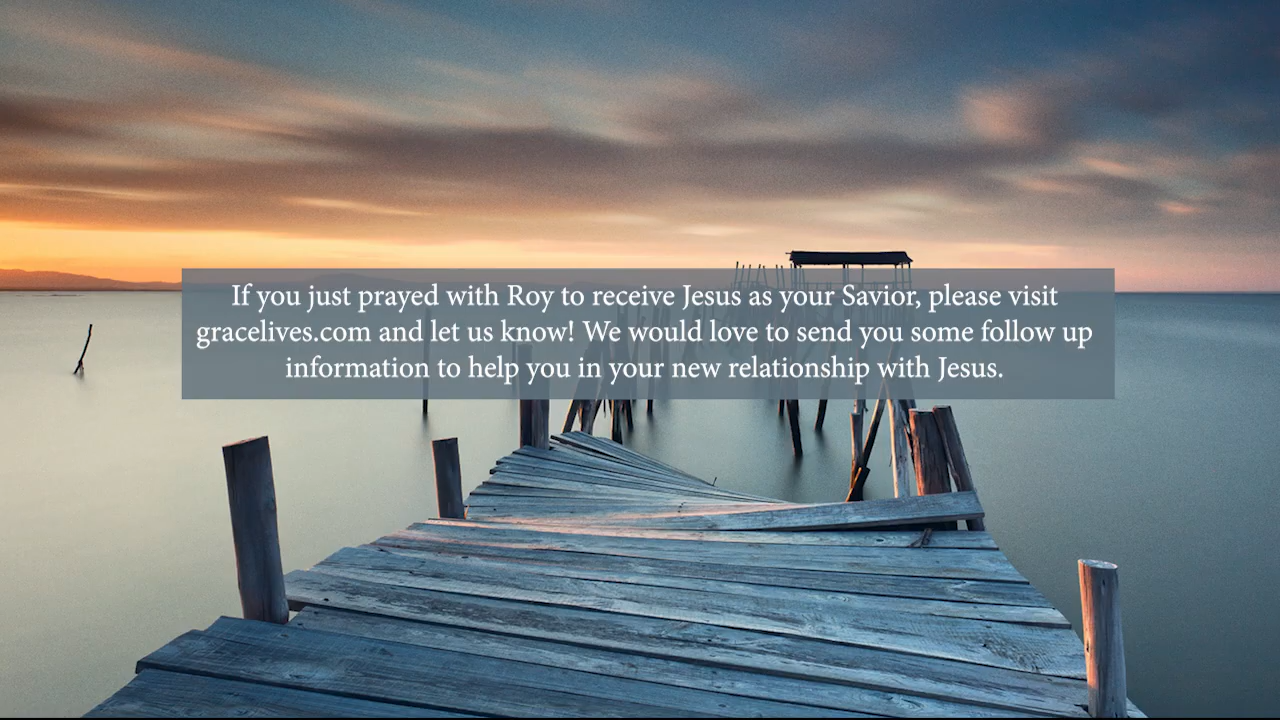 If you just prayed with Roy to receive Jesus as your Savior, please visit
gracelives.com and let us know! We would love to send you some follow up
information to help you in your new relationship with Jesus.